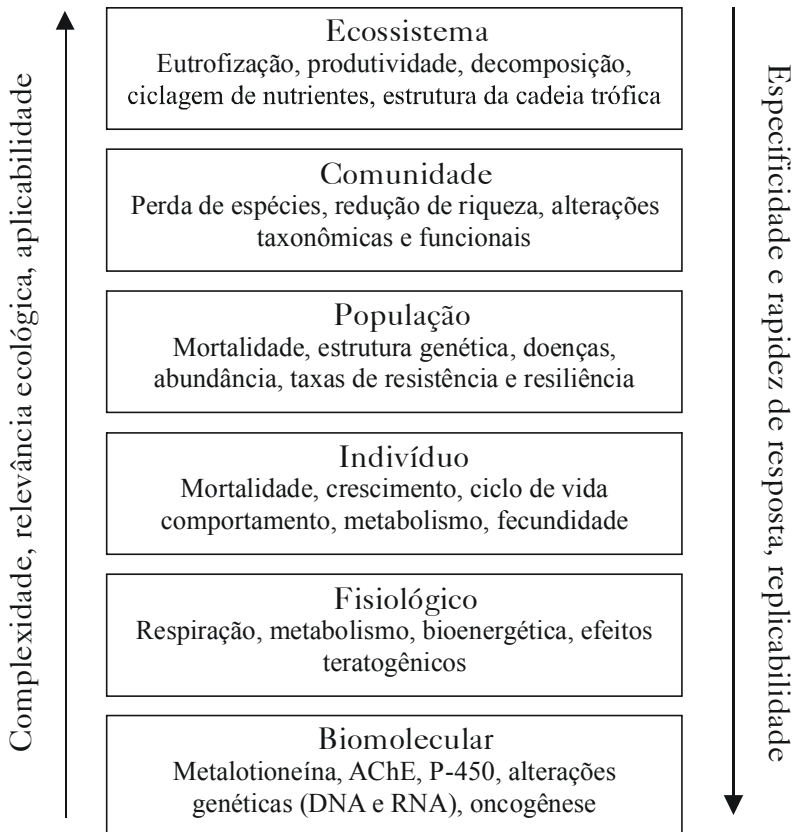 Complexidade, relevância ecológica, aplicabilidade
Ecossistema
Eutrofização, produtividade, decomposição,
ciclagem de nutrientes, estrutura da cadeia trófica
Comunidade
Perda de espécies, redução de riqueza, alterações
taxonômicas e funcionais
População
Mortalidade, estrutura genética, doenças,
abundância, taxas de resistência e resiliência
Indivíduo
Mortalidade, crescimento, ciclo de vida
comportamento, metabolismo, fecundidade
Fisiológico
Respiração, metabolismo, bioenergética, efeitos
teratogênicos
Biomolecular
Metalotioneína, AChE, P-450, alterações
genéticas (DNA e RNA), oncogênese
Especificidade e rapidez de resposta, replicabilidade